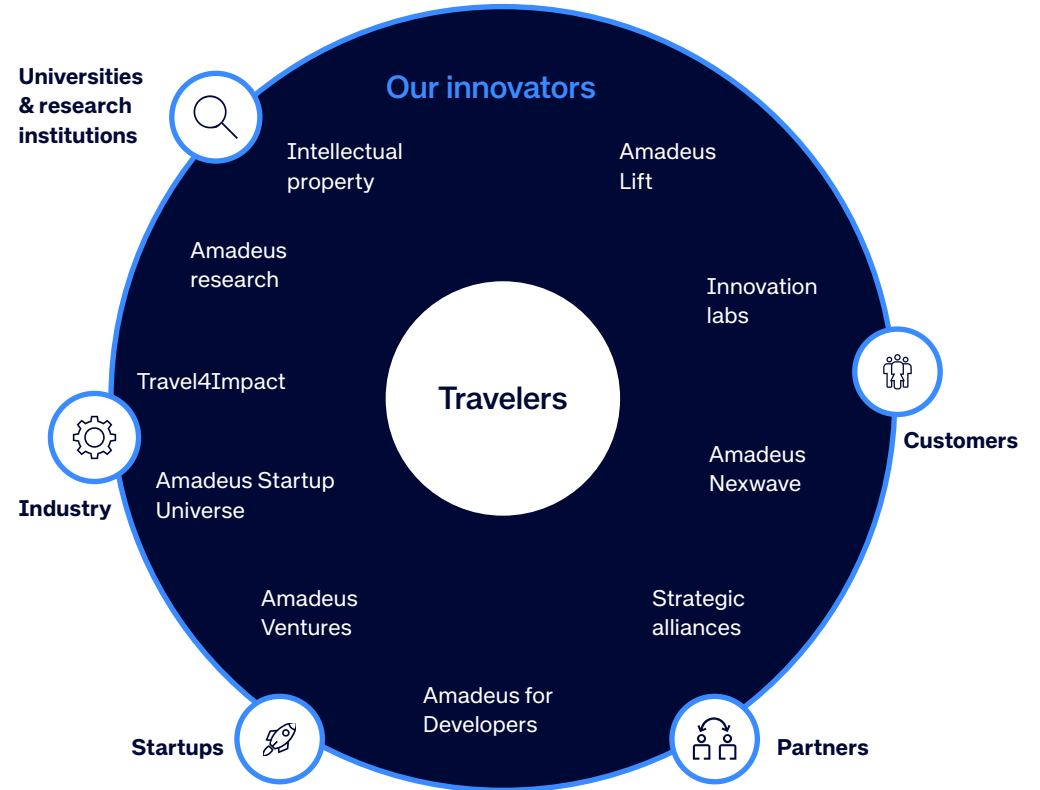 Universities
& research
institutions
Our innovators
Intellectual
property
Amadeus
Lift
Amadeus
research
Innovation
labs
Travel4Impact
Travelers
Customers
Industry
Amadeus Startup
Universe
Amadeus
Nexwave
Amadeus
Ventures
Strategic
alliances
Amadeus for
Developers
Startups
Partners